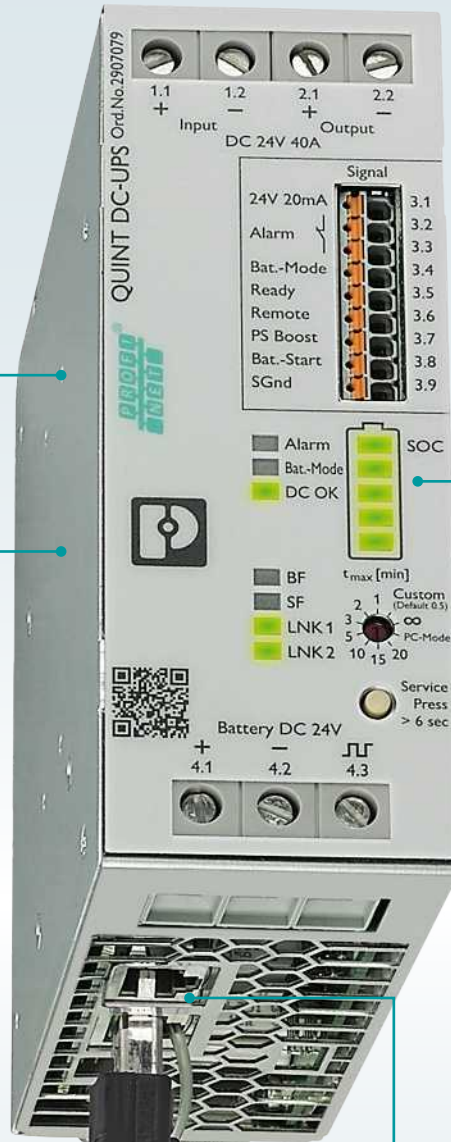 1.1 1.2 2.1 2.2
+ − + −
Input Output
DC 24V 40A
QUINT DC-UPS Ord.No.2907079
Signal
24V 20mA 3.1
Alarm 3.2
3.3
Bat.-Mode 3.4
Ready 3.5
Remote 3.6
PS Boost 3.7
Bat.-Start 3.8
SGnd 3.9
PROFI
NET®
Alarm SOC
Bat.-Mode
DC OK
tmax [min]
BF
SF
LNK 1
LNK 2
1 Custom
2 (Default 0.5)
3 ∞
5 PC-Mode
10 15 20
Service
Press
> 6 sec
Battery DC 24V
+ −
4.1 4.2 4.3